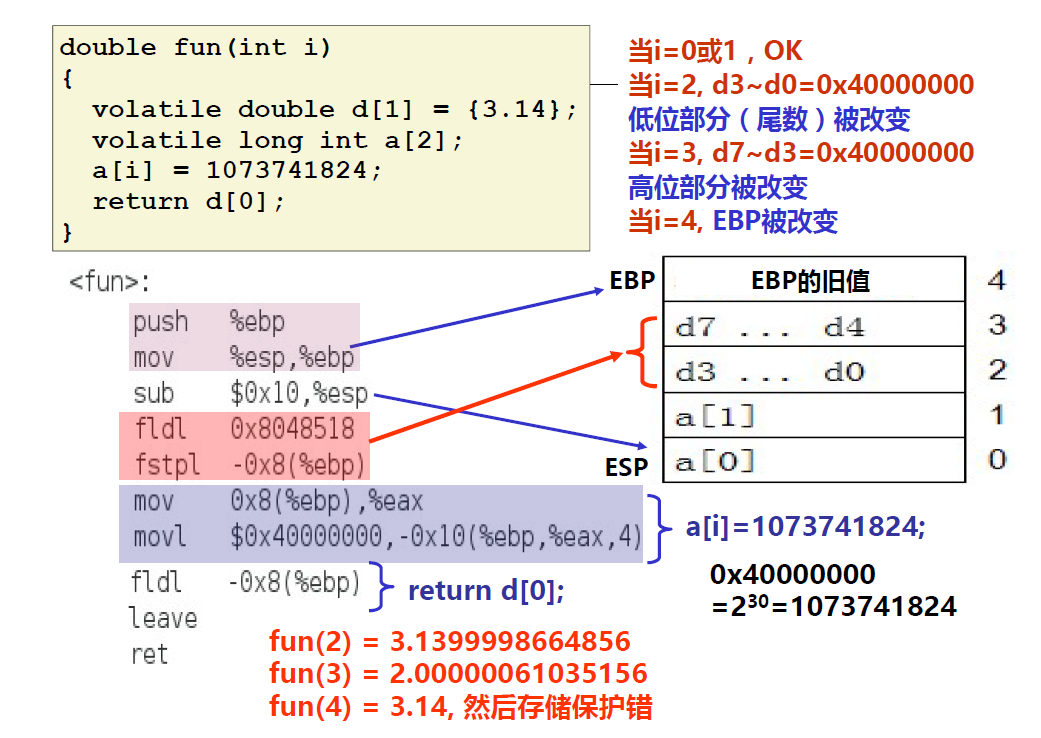 double fun(int i)
{
volatile double d[1] = {3.14};
volatile long int a[2];
a[i] = 1073741824;
return d[0];
}
当i=0或1，OK
当i=2, d3~d0=0x40000000
低位部分（尾数）被改变
当i=3, d7~d3=0x40000000
高位部分被改变
当i=4, EBP被改变
<fun>:
push %ebp
mov %esp,%ebp
sub $0x10,%esp
fldl 0x8048518
fstpl -0x8(%ebp)
mov 0x8(%ebp),%eax
movl $0x40000000,-0x10(%ebp,%eax,4)
fldl -0x8(%ebp)
leave
ret
EBP EBP的旧值 4
d7 ... d4 3
d3 ... d0 2
a[1] 1
ESP a[0] 0
a[i]=1073741824;
0x40000000
=2³⁰=1073741824
return d[0];
fun(2) = 3.1399998664856
fun(3) = 2.00000061035156
fun(4) = 3.14, 然后存储保护错